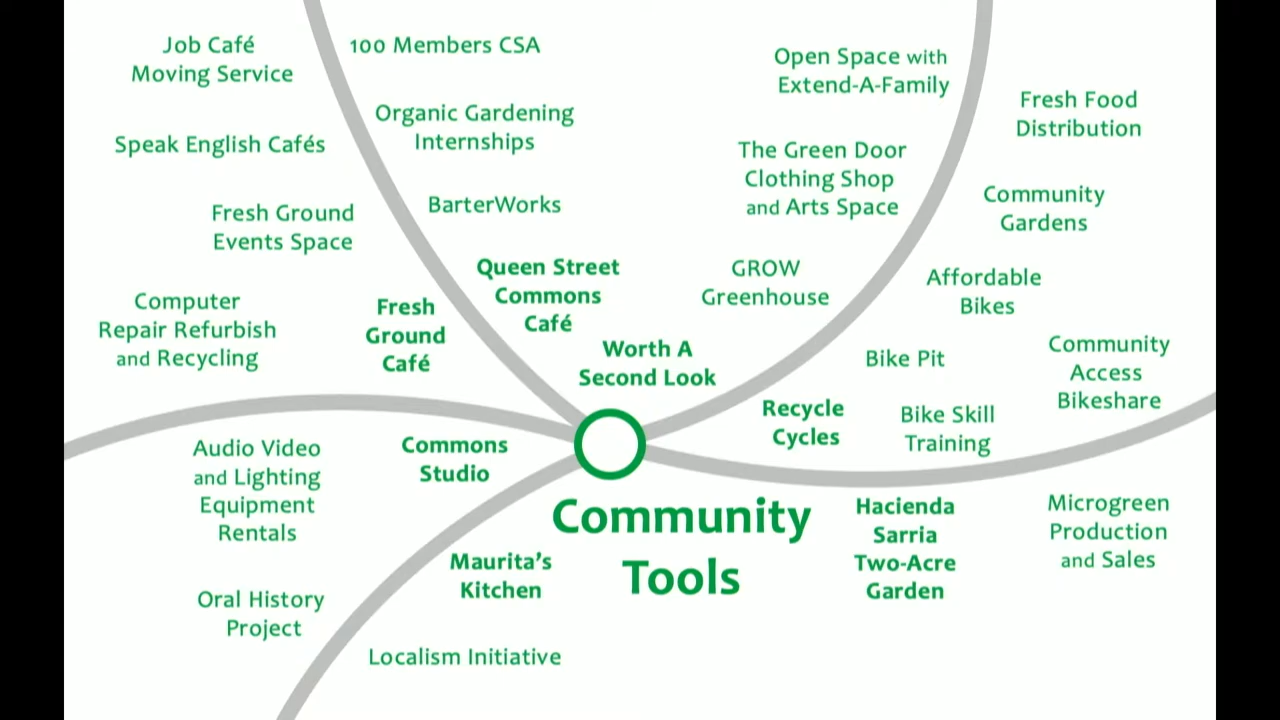 Job Café
Moving Service
Speak English Cafés
Fresh Ground
Events Space
Computer
Repair Refurbish
and Recycling
Fresh
Ground
Café
100 Members CSA
Organic Gardening
Internships
BarterWorks
Queen Street
Commons
Café
Worth A
Second Look
Open Space with
Extend-A-Family
The Green Door
Clothing Shop
and Arts Space
GROW
Greenhouse
Fresh Food
Distribution
Community
Gardens
Affordable
Bikes
Bike Pit
Community
Access
Bikeshare
Recycle
Cycles
Bike Skill
Training
Audio Video
and Lighting
Equipment
Rentals
Commons
Studio
Oral History
Project
Maurita's
Kitchen
Localism Initiative
Community
Tools
Hacienda
Sarria
Two-Acre
Garden
Microgreen
Production
and Sales